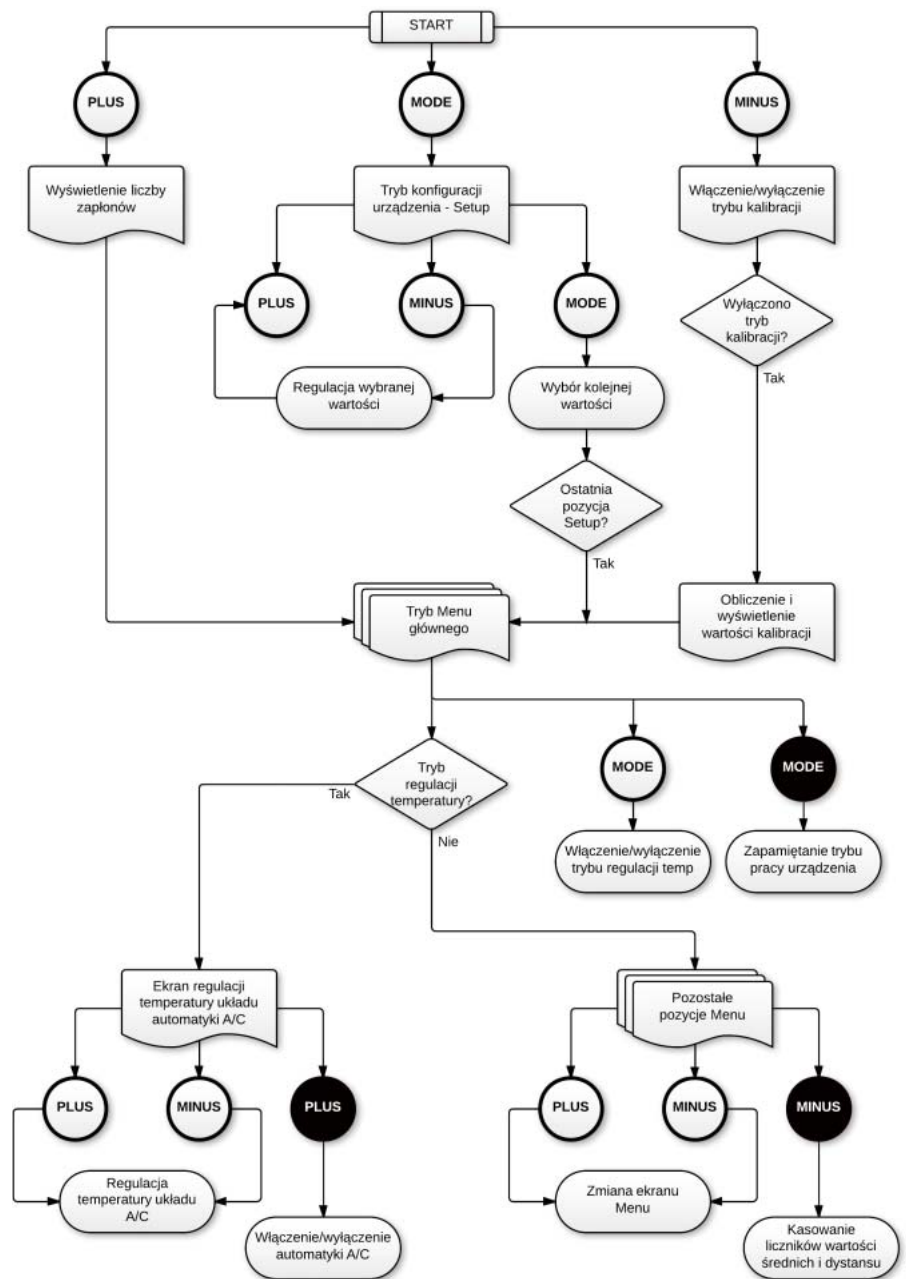 START
PLUS
MODE
MINUS
Wyświetlenie liczby
zapłonów
Tryb konfiguracji
urządzenia - Setup
Włączenie/wyłączenie
trybu kalibracji
PLUS
MINUS
MODE
Wyłączono
tryb
kalibracji?
Tak
Regulacja wybranej
wartości
Wybór kolejnej
wartości
Ostatnia
pozycja
Setup?
Tak
Tryb Menu
głównego
Obliczenie i
wyświetlenie
wartości kalibracji
Tryb
regulacji
temperatury?
Tak
Nie
MODE
MODE
Włączenie/wyłączenie
trybu regulacji temp
Zapamiętanie trybu
pracy urządzenia
Ekran regulacji
temperatury układu
automatyki A/C
Pozostałe
pozycje Menu
PLUS
MINUS
PLUS
PLUS
MINUS
MINUS
Regulacja
temperatury układu
A/C
Zmiana ekranu
Menu
Włączenie/wyłączenie
automatyki A/C
Kasowanie
liczników wartości
średnich i dystansu